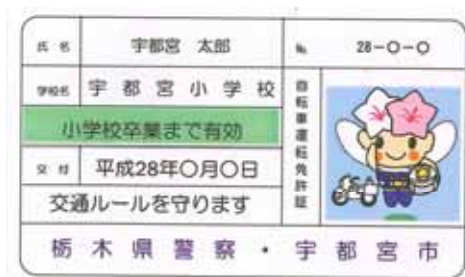 氏 名 宇都宮 太郎 № 28-○-○
学校名 宇都宮小学校
小学校卒業まで有効
交 付 平成28年○月○日
交通ルールを守ります
自転車運転免許証
栃木県警察・宇都宮市